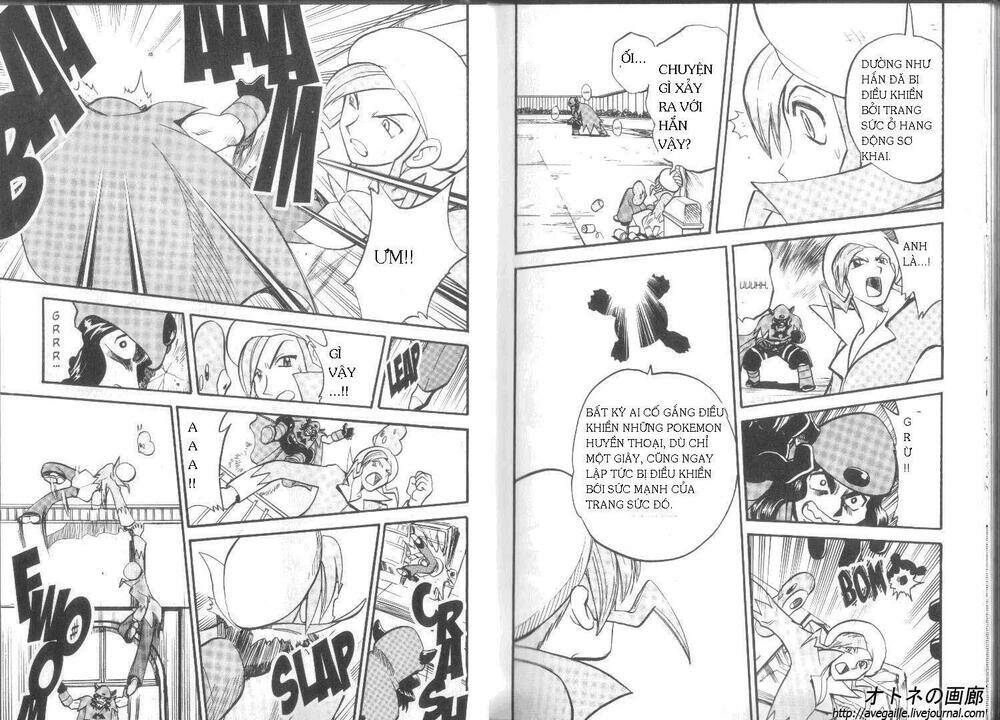 DƯỜNG NHƯ
HẮN ĐÃ BỊ
ĐIỀU KHIỂN
BỞI TRANG
SỨC Ở HANG
ĐỘNG SƠ
KHAI.
ỐI...
CHUYỆN
GÌ XẢY
RA VỚI
HẮN
VẬY?
ANH
LÀ...!
UUUHH..
GRỪ
!!
BOM
BẤT KỲ AI CỐ GẮNG ĐIỀU
KHIỂN NHỮNG POKEMON
HUYỀN THOẠI, DÙ CHỈ
MỘT GIÂY, CŨNG NGAY
LẬP TỨC BỊ ĐIỀU KHIỂN
BỞI SỨC MẠNH CỦA
TRANG SỨC ĐÓ.
BAM
AAAM
ƯM!!
LEAP
GÌ
VẬY
...!!
GRRR...
AAA!!
FWOOM
SLAP
CRASH
オトネの画廊
http://avegaille.livejournal.com/